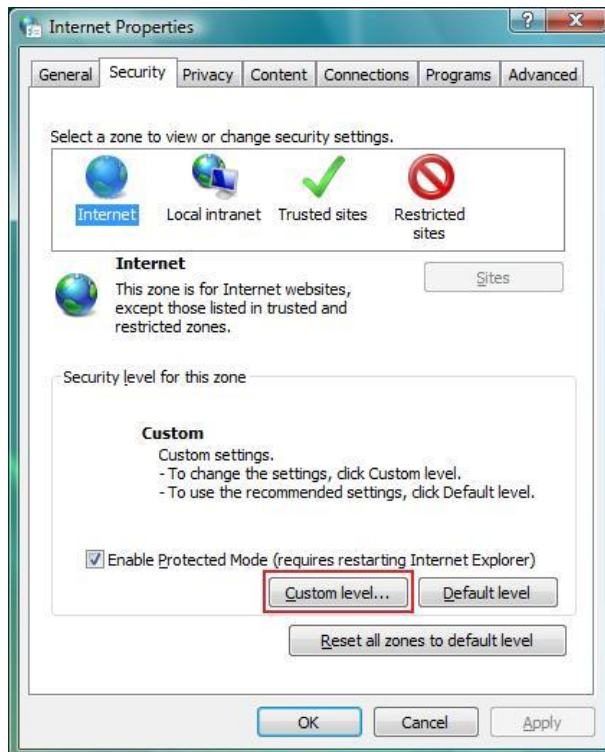 Internet Properties
General Security Privacy Content Connections Programs Advanced
Select a zone to view or change security settings.
Internet Local intranet Trusted sites Restricted
sites
Internet
This zone is for Internet websites,
except those listed in trusted and
restricted zones.
Sites
Security level for this zone
Custom
Custom settings.
- To change the settings, click Custom level.
- To use the recommended settings, click Default level.
Enable Protected Mode (requires restarting Internet Explorer)
Custom level... Default level
Reset all zones to default level
OK Cancel Apply